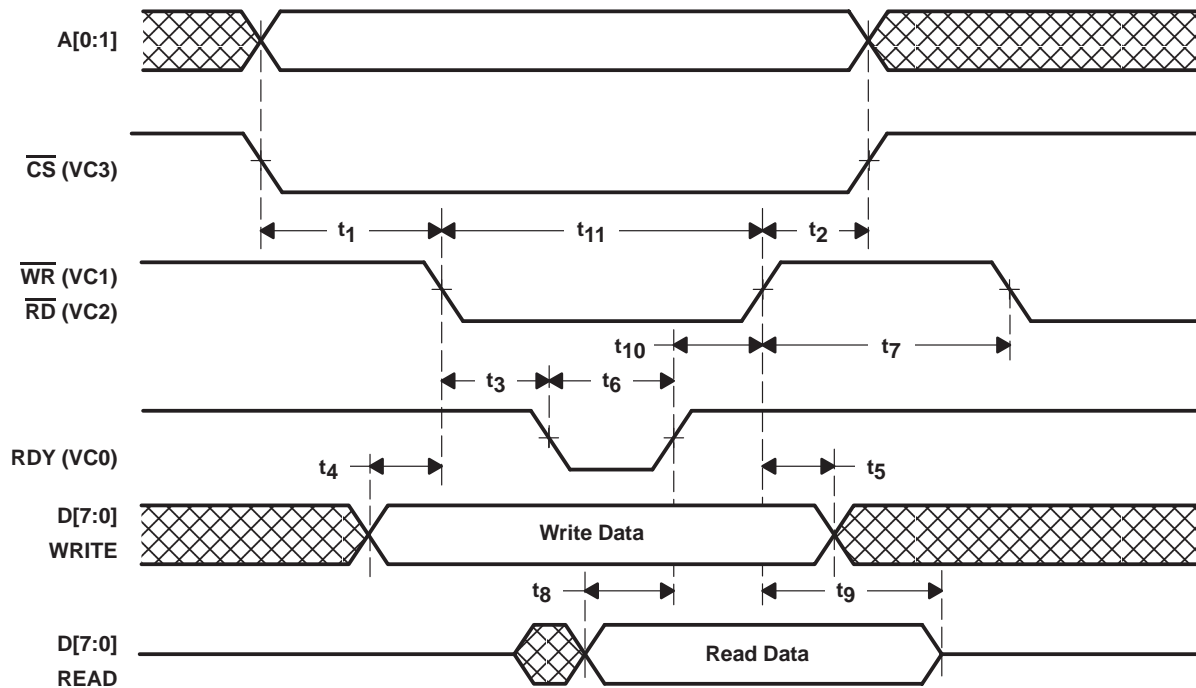 A[0:1]
CS (VC3)
t1 t11 t2
WR (VC1)
RD (VC2)
t10 t7
t3 t6
RDY (VC0)
t4 t5
D[7:0]
WRITE
Write Data
t8 t9
D[7:0]
READ
Read Data